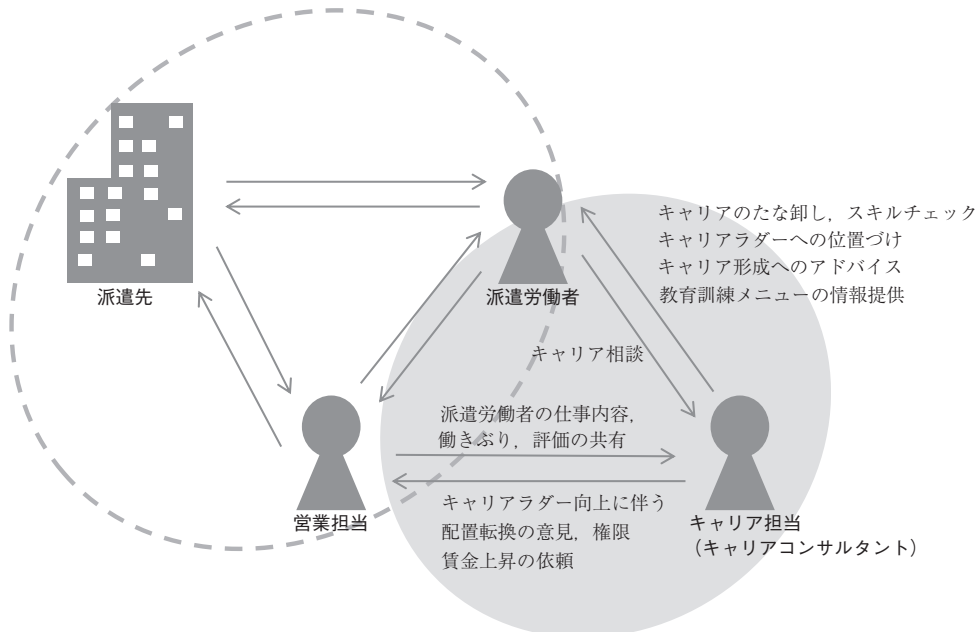 キャリアのたな卸し，スキルチェック
キャリアラダーへの位置づけ
キャリア形成へのアドバイス
教育訓練メニューの情報提供
派遣先
派遣労働者
キャリア相談
派遣労働者の仕事内容，
働きぶり，評価の共有
キャリアラダー向上に伴う
配置転換の意見，権限
賃金上昇の依頼
営業担当
キャリア担当
（キャリアコンサルタント）